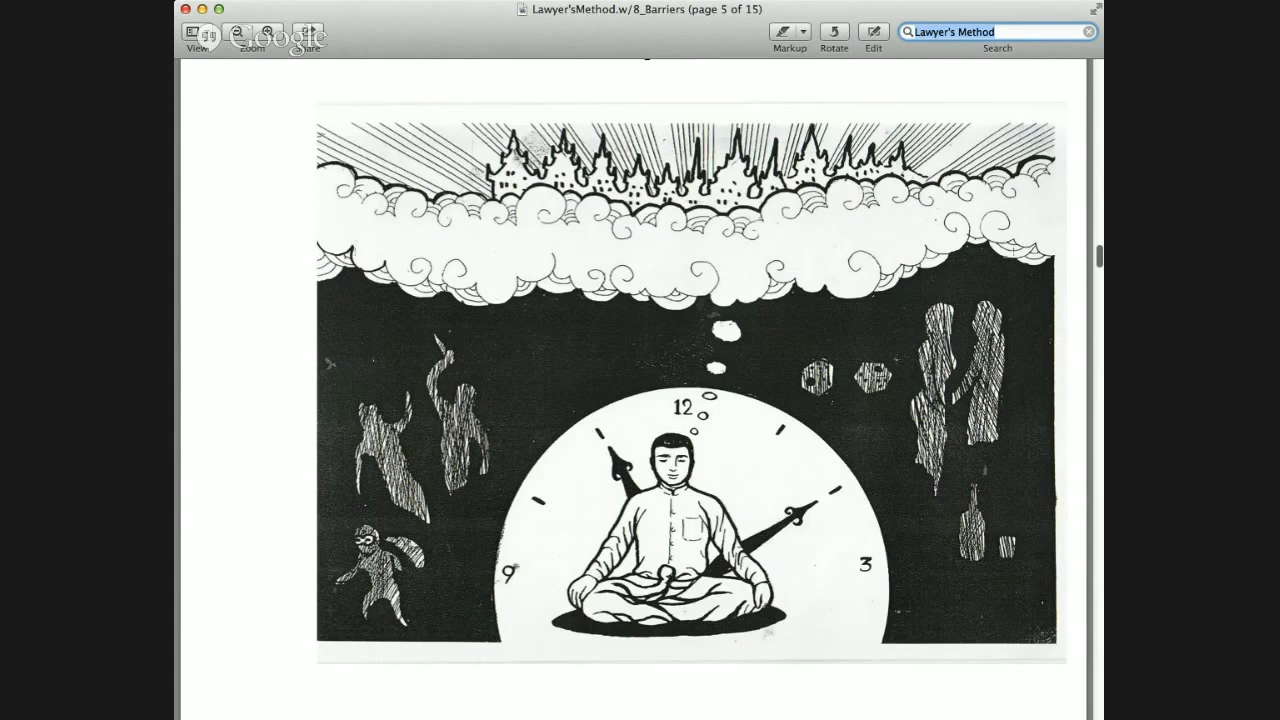 Lawyer'sMethod.w/8_Barriers (page 5 of 15)
Google
Lawyer's Method
View
Zoom
Share
Markup
Rotate
Edit
Search
12
9
3